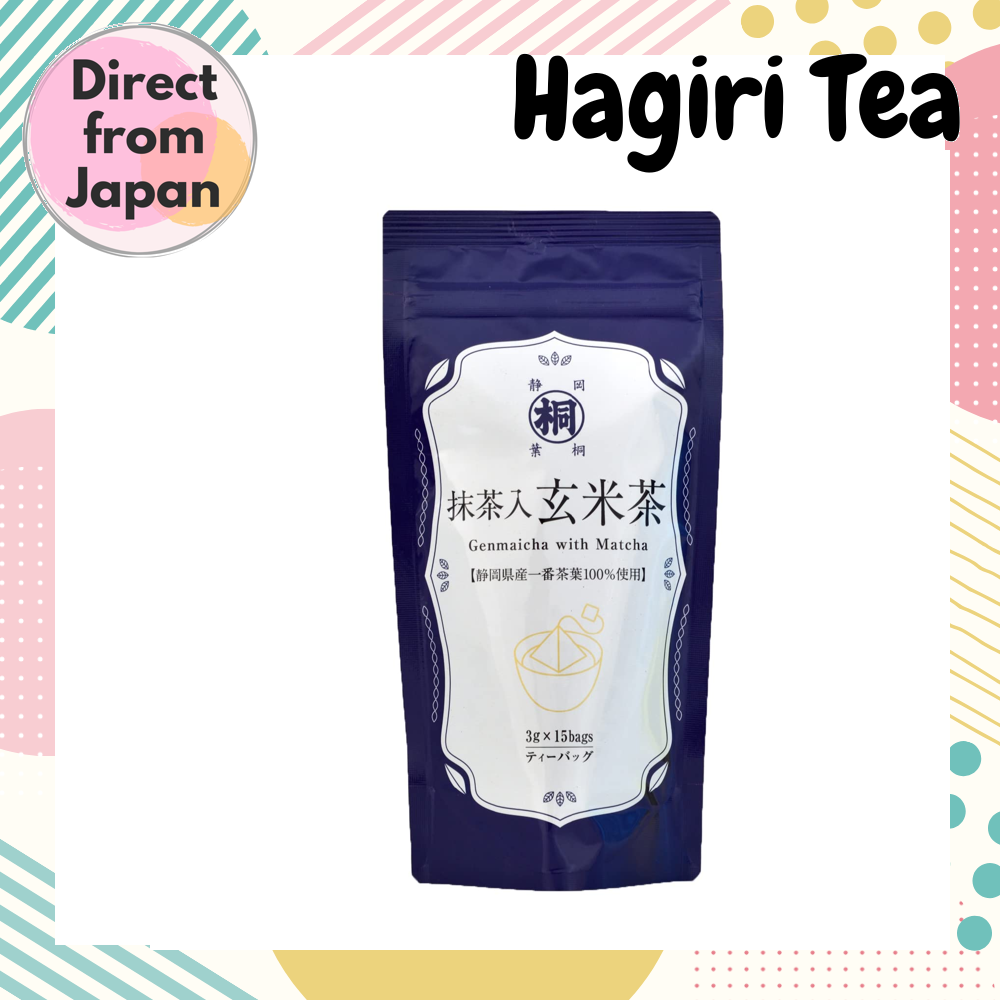 Direct
from
Japan
Hagiri Tea
静 岡
桐
葉 桐
抹茶入玄米茶
Genmaicha with Matcha
【静岡県産一番茶葉100%使用】
3g×15bags
ティーバッグ